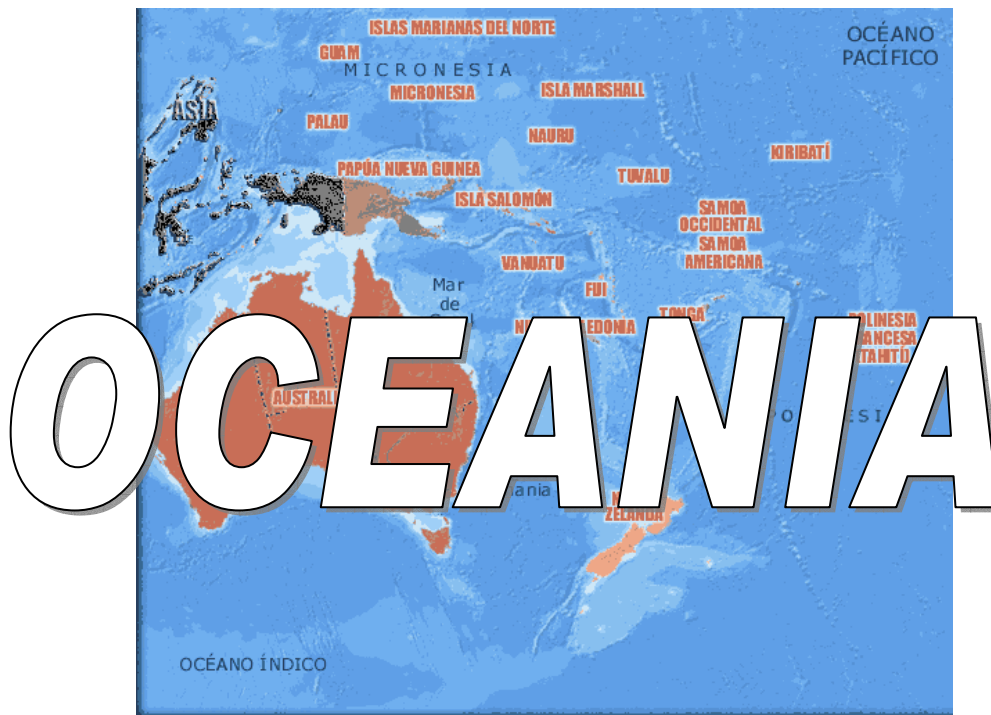 ISLAS MARIANAS DEL NORTE
OCÉANO
PACÍFICO
GUAM
MICRONESIA
MICRONESIA
ISLA MARSHALL
ASIA
PALAU
NAURU
KIRIBATÍ
PAPÚA NUEVA GUINEA
TUVALU
ISLA SALOMÓN
SAMOA
OCCIDENTAL
SAMOA
AMERICANA
VANUATU
Mar
de
FIJI
TONGA
POLINESIA
OCEANIA
ZELANDA
OCÉANO ÍNDICO